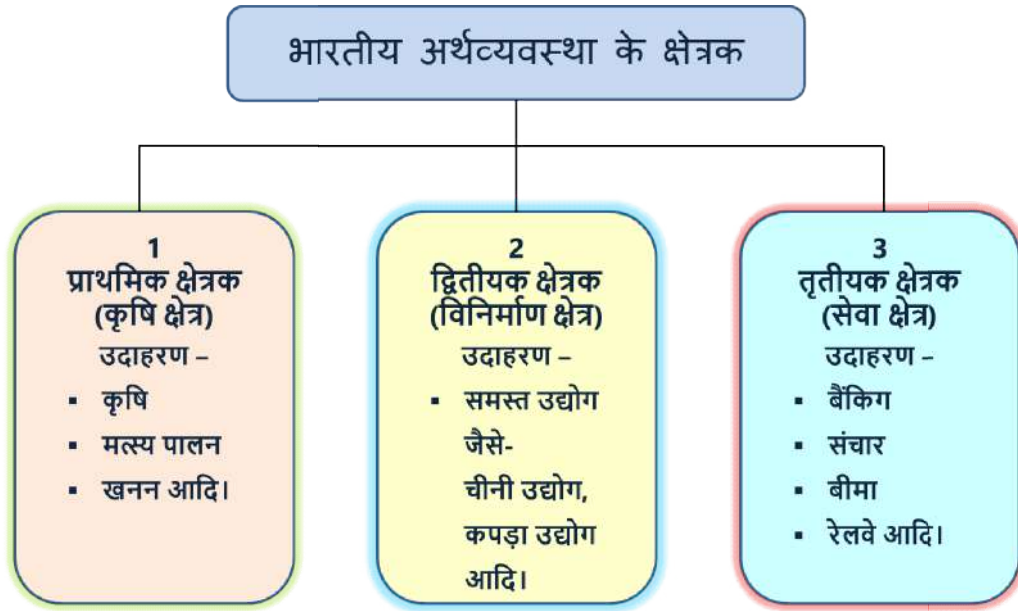 भारतीय अर्थव्यवस्था के क्षेत्रक
1
प्राथमिक क्षेत्रक
(कृषि क्षेत्र)
उदाहरण –
▪ कृषि
▪ मत्स्य पालन
▪ खनन आदि।
2
द्वितीयक क्षेत्रक
(विनिर्माण क्षेत्र)
उदाहरण –
▪ समस्त उद्योग
जैसे-
चीनी उद्योग,
कपड़ा उद्योग
आदि।
3
तृतीयक क्षेत्रक
(सेवा क्षेत्र)
उदाहरण –
▪ बैंकिग
▪ संचार
▪ बीमा
▪ रेलवे आदि।